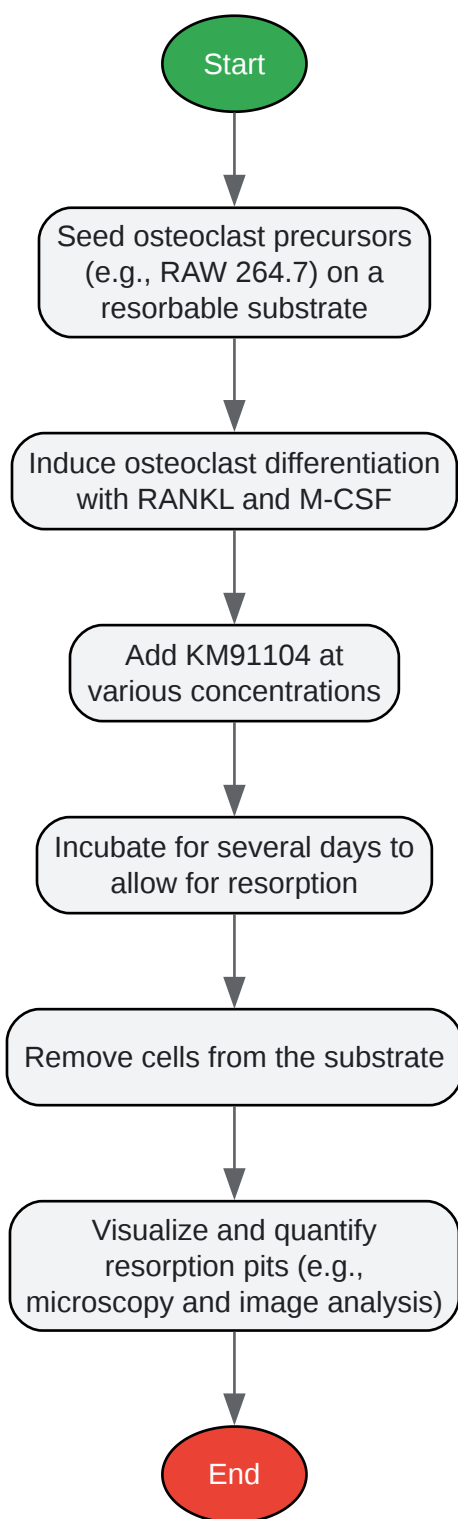 Start
Seed osteoclast precursors
(e.g., RAW 264.7) on a
resorbable substrate
Induce osteoclast differentiation
with RANKL and M-CSF
Add KM91104 at
various concentrations
Incubate for several days to
allow for resorption
Remove cells from the substrate
Visualize and quantify
resorption pits (e.g.,
microscopy and image analysis)
End